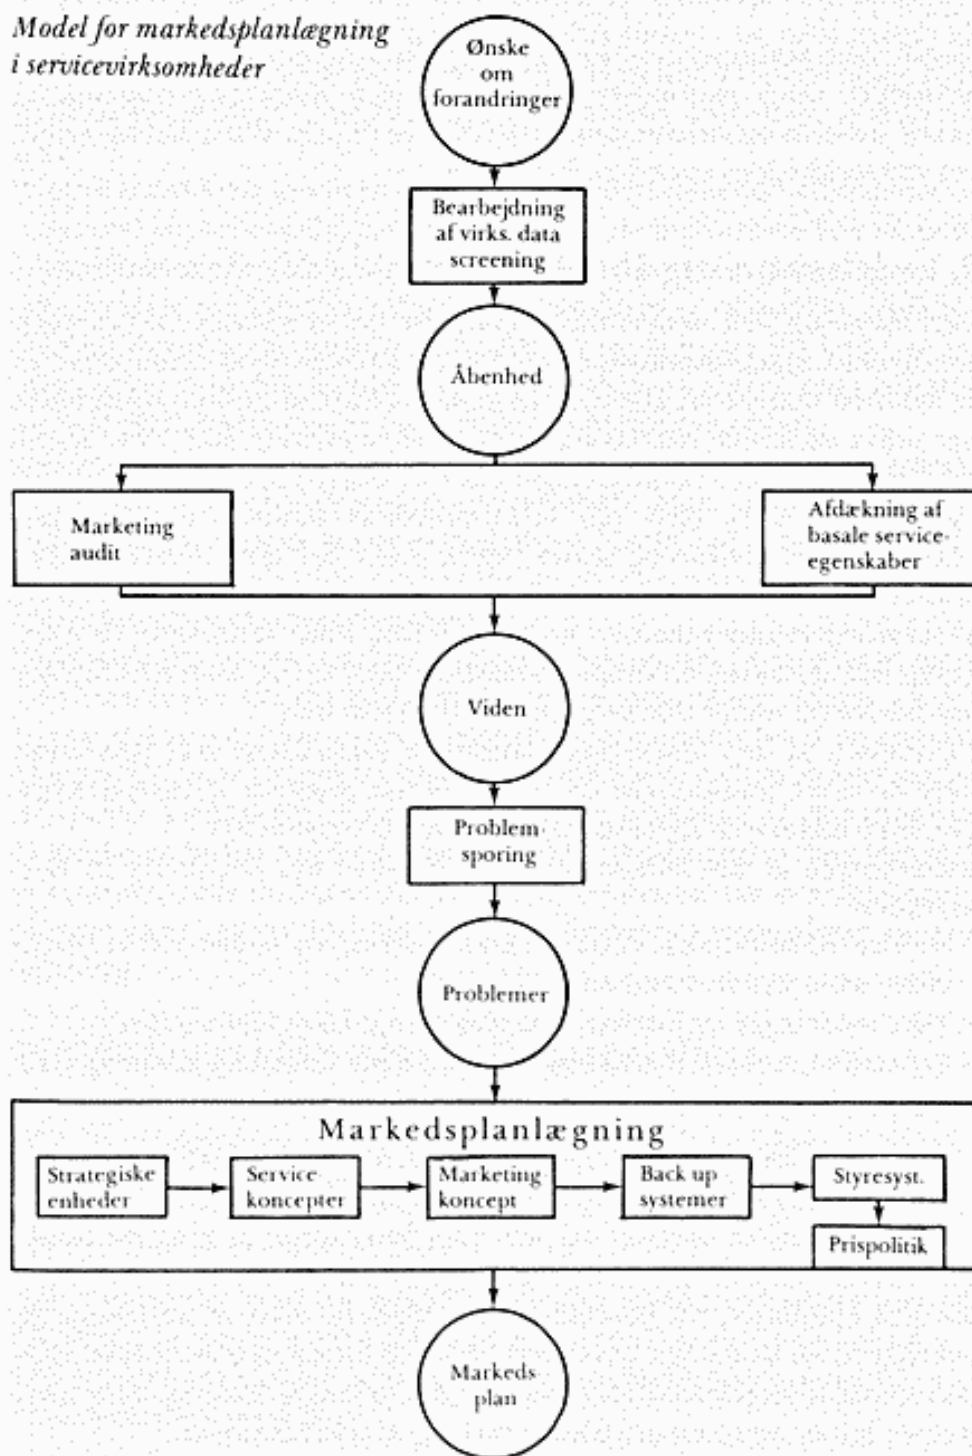 Model for markedsplanlægning
i servicevirksomheder
Ønske
om
forandringer
Bearbejdning
af virks. data
screening
Åbenhed
Marketing
audit
Afdækning af
basale service-
egenskaber
Viden
Problem
sporing
Problemer
Markedsplanlægning
Strategiske
enheder
Service
koncepter
Marketing
koncept
Back up
systemer
Styresyst.
Prispolitik
Markeds
plan